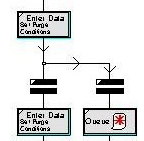 Enter Data
Set Purge
Conditions
Enter Data
Set Purge
Conditions
Queue